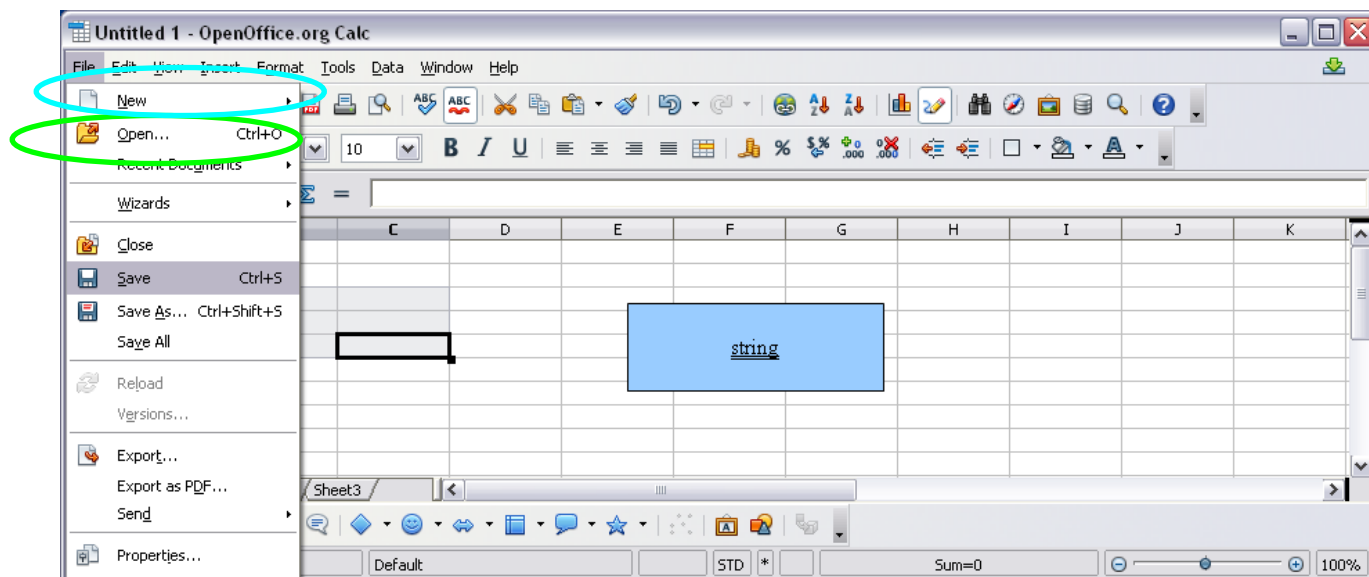 Untitled 1 - OpenOffice.org Calc
File Edit View Insert Format Tools Data Window Help
New
Open... Ctrl+O
Recent Documents
Wizards
Close
Save Ctrl+S
Save As... Ctrl+Shift+S
Save All
Reload
Versions...
Export...
Export as PDF...
Send
Properties...
ABC ABC
10 B I U % A
=
C D E F G H I J K
string
Sheet3
Default STD * Sum=0 100%